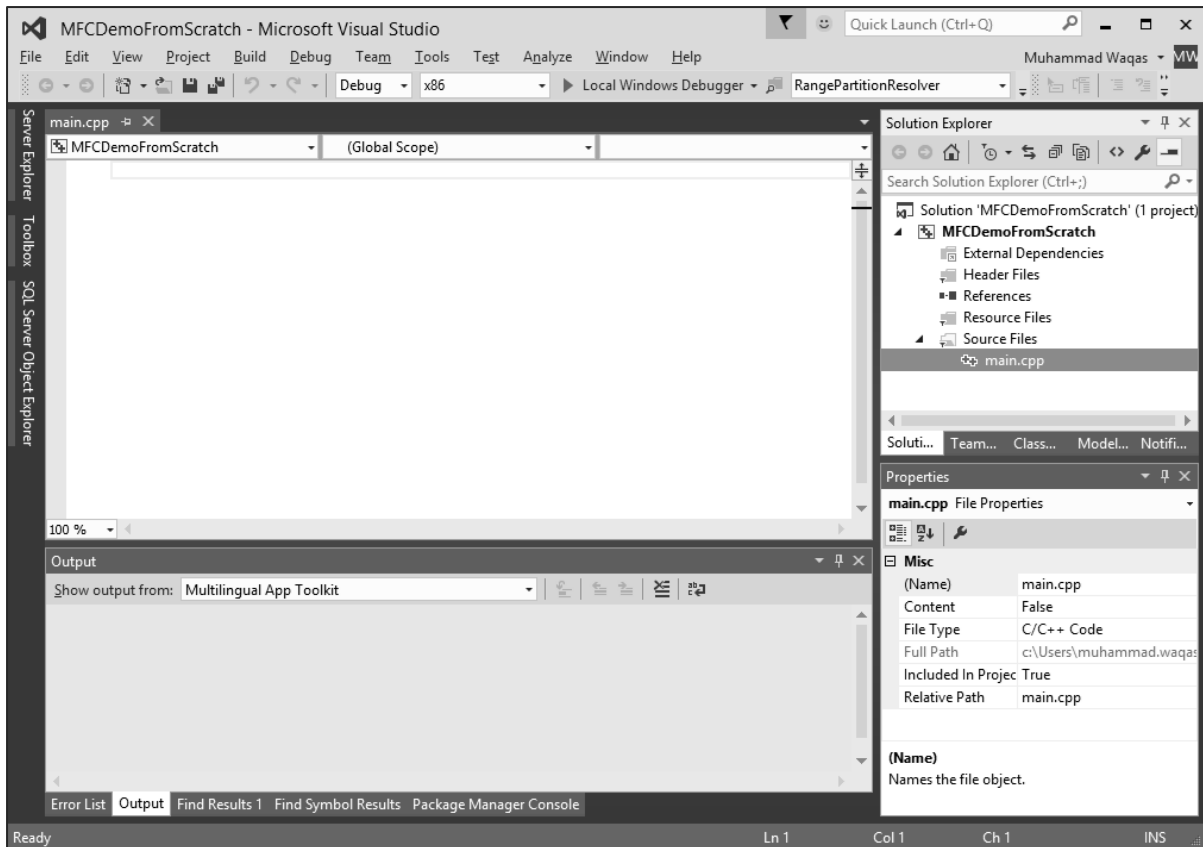 MFCDemoFromScratch - Microsoft Visual Studio
Quick Launch (Ctrl+Q)
File Edit View Project Build Debug Team Tools Test Analyze Window Help
Muhammad Waqas MW
Debug x86 Local Windows Debugger RangePartitionResolver
Server Explorer
Toolbox
SQL Server Object Explorer
main.cpp
MFCDemoFromScratch (Global Scope)
100 %
Output
Show output from: Multilingual App Toolkit
Error List Output Find Results 1 Find Symbol Results Package Manager Console
Solution Explorer
Search Solution Explorer (Ctrl+;)
Solution 'MFCDemoFromScratch' (1 project)
MFCDemoFromScratch
External Dependencies
Header Files
References
Resource Files
Source Files
main.cpp
Soluti... Team... Class... Model... Notifi...
Properties
main.cpp File Properties
Misc
(Name) main.cpp
Content False
File Type C/C++ Code
Full Path c:\Users\muhammad.waqas
Included In Projec True
Relative Path main.cpp
(Name)
Names the file object.
Ready Ln 1 Col 1 Ch 1 INS